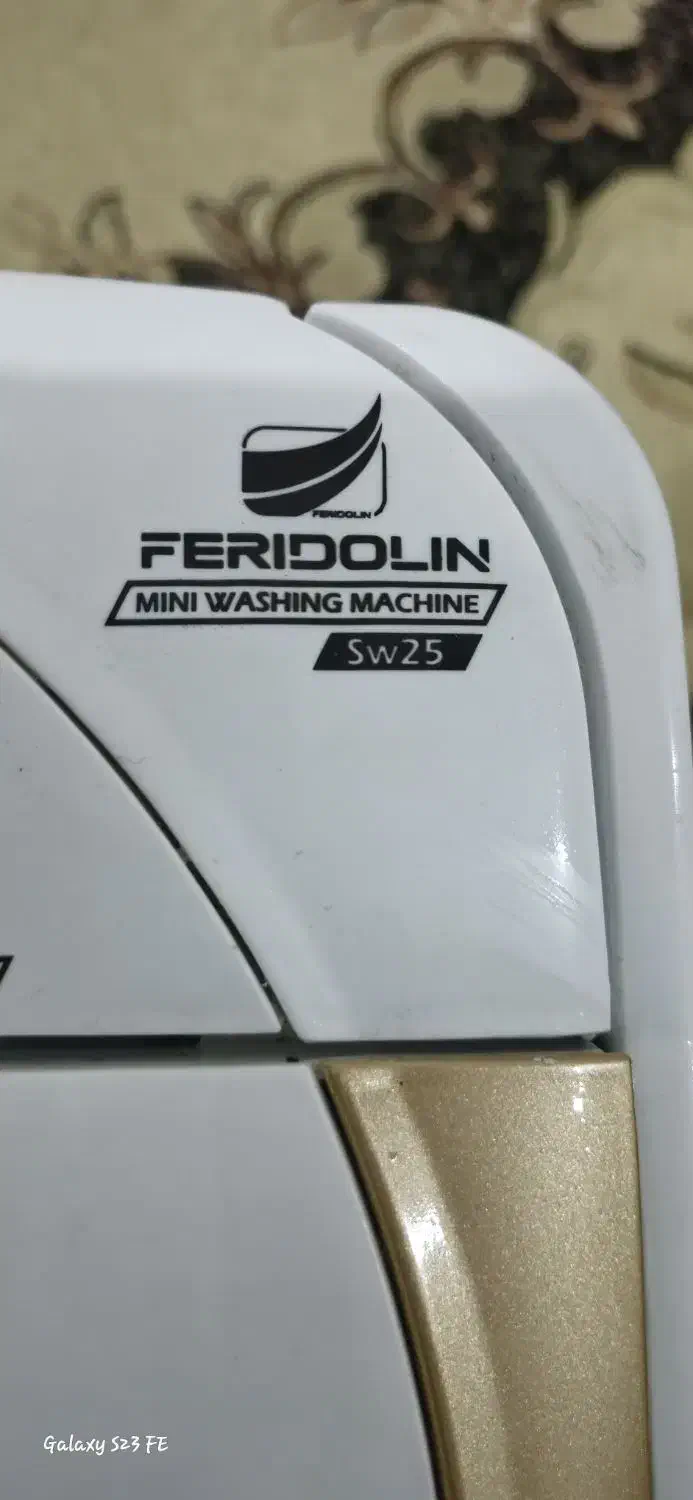 FERIDOLIN
FERIDOLIN
MINI WASHING MACHINE
Sw25
Galaxy S23 FE